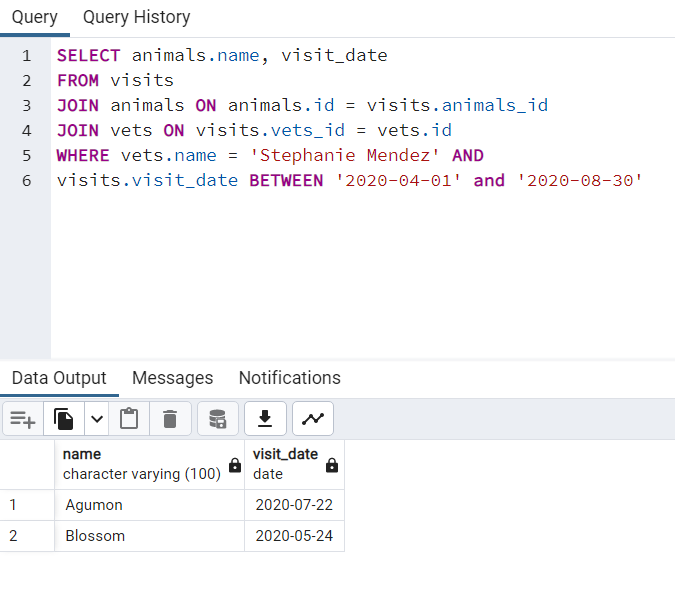 Query Query History
1 SELECT animals.name, visit_date
2 FROM visits
3 JOIN animals ON animals.id = visits.animals_id
4 JOIN vets ON visits.vets_id = vets.id
5 WHERE vets.name = 'Stephanie Mendez' AND
6 visits.visit_date BETWEEN '2020-04-01' and '2020-08-30'
Data Output Messages Notifications
name visit_date
character varying (100) date
1 Agumon 2020-07-22
2 Blossom 2020-05-24